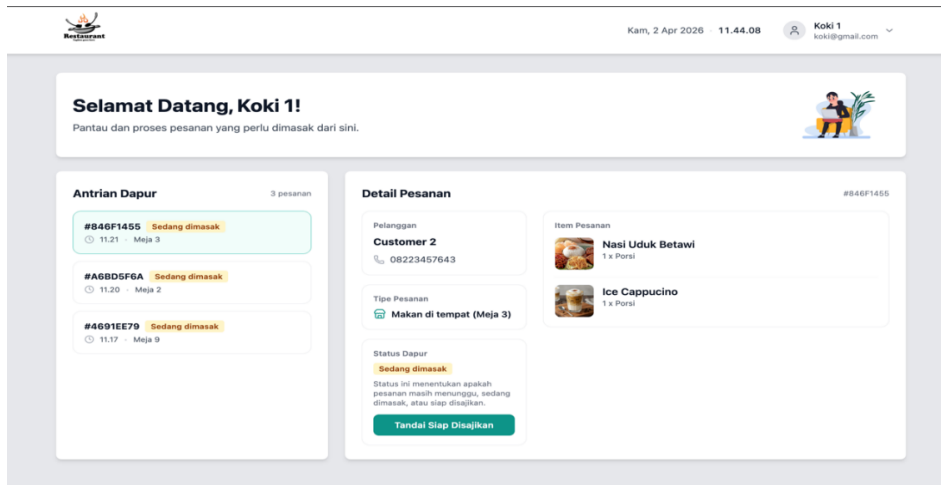 Restaurant
Kam, 2 Apr 2026 · 11.44.08
Koki 1
koki@gmail.com
Selamat Datang, Koki 1!
Pantau dan proses pesanan yang perlu dimasak dari sini.
Antrian Dapur
3 pesanan
#846F1455 Sedang dimasak
11.21 · Meja 3
#A6BD5F6A Sedang dimasak
11.20 · Meja 2
#4691EE79 Sedang dimasak
11.17 · Meja 9
Detail Pesanan
#846F1455
Pelanggan
Customer 2
08223457643
Tipe Pesanan
Makan di tempat (Meja 3)
Status Dapur
Sedang dimasak
Status ini menentukan apakah
pesanan masih menunggu, sedang
dimasak, atau siap disajikan.
Tandai Siap Disajikan
Item Pesanan
Nasi Uduk Betawi
1 x Porsi
Ice Cappucino
1 x Porsi